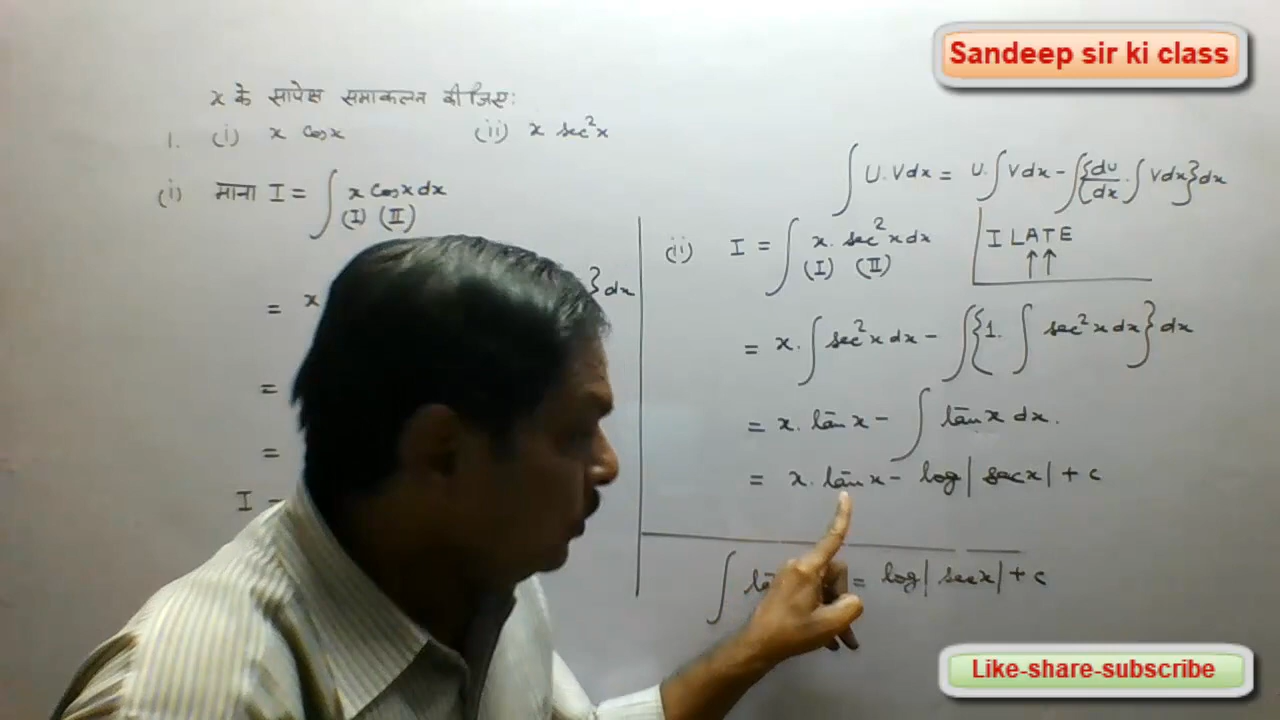 Sandeep sir ki class
x के सापेक्ष समाकलन कीजिए:
1. (i) x cos x (ii) x sec²x
(i) माना I = ∫ x cos x dx
(I) (II)
= x } dx
=
=
I =
∫ U.V dx = U.∫ V dx - ∫{du/dx . ∫ V dx} dx
I LATE
↑↑
(ii) I = ∫ x. sec²x dx
(I) (II)
= x. ∫ sec²x dx - ∫{1. ∫ sec²x dx} dx
= x. tan x - ∫ tan x dx.
= x. tan x - log| sec x | + c
∫ = log| sec x | + c
Like-share-subscribe